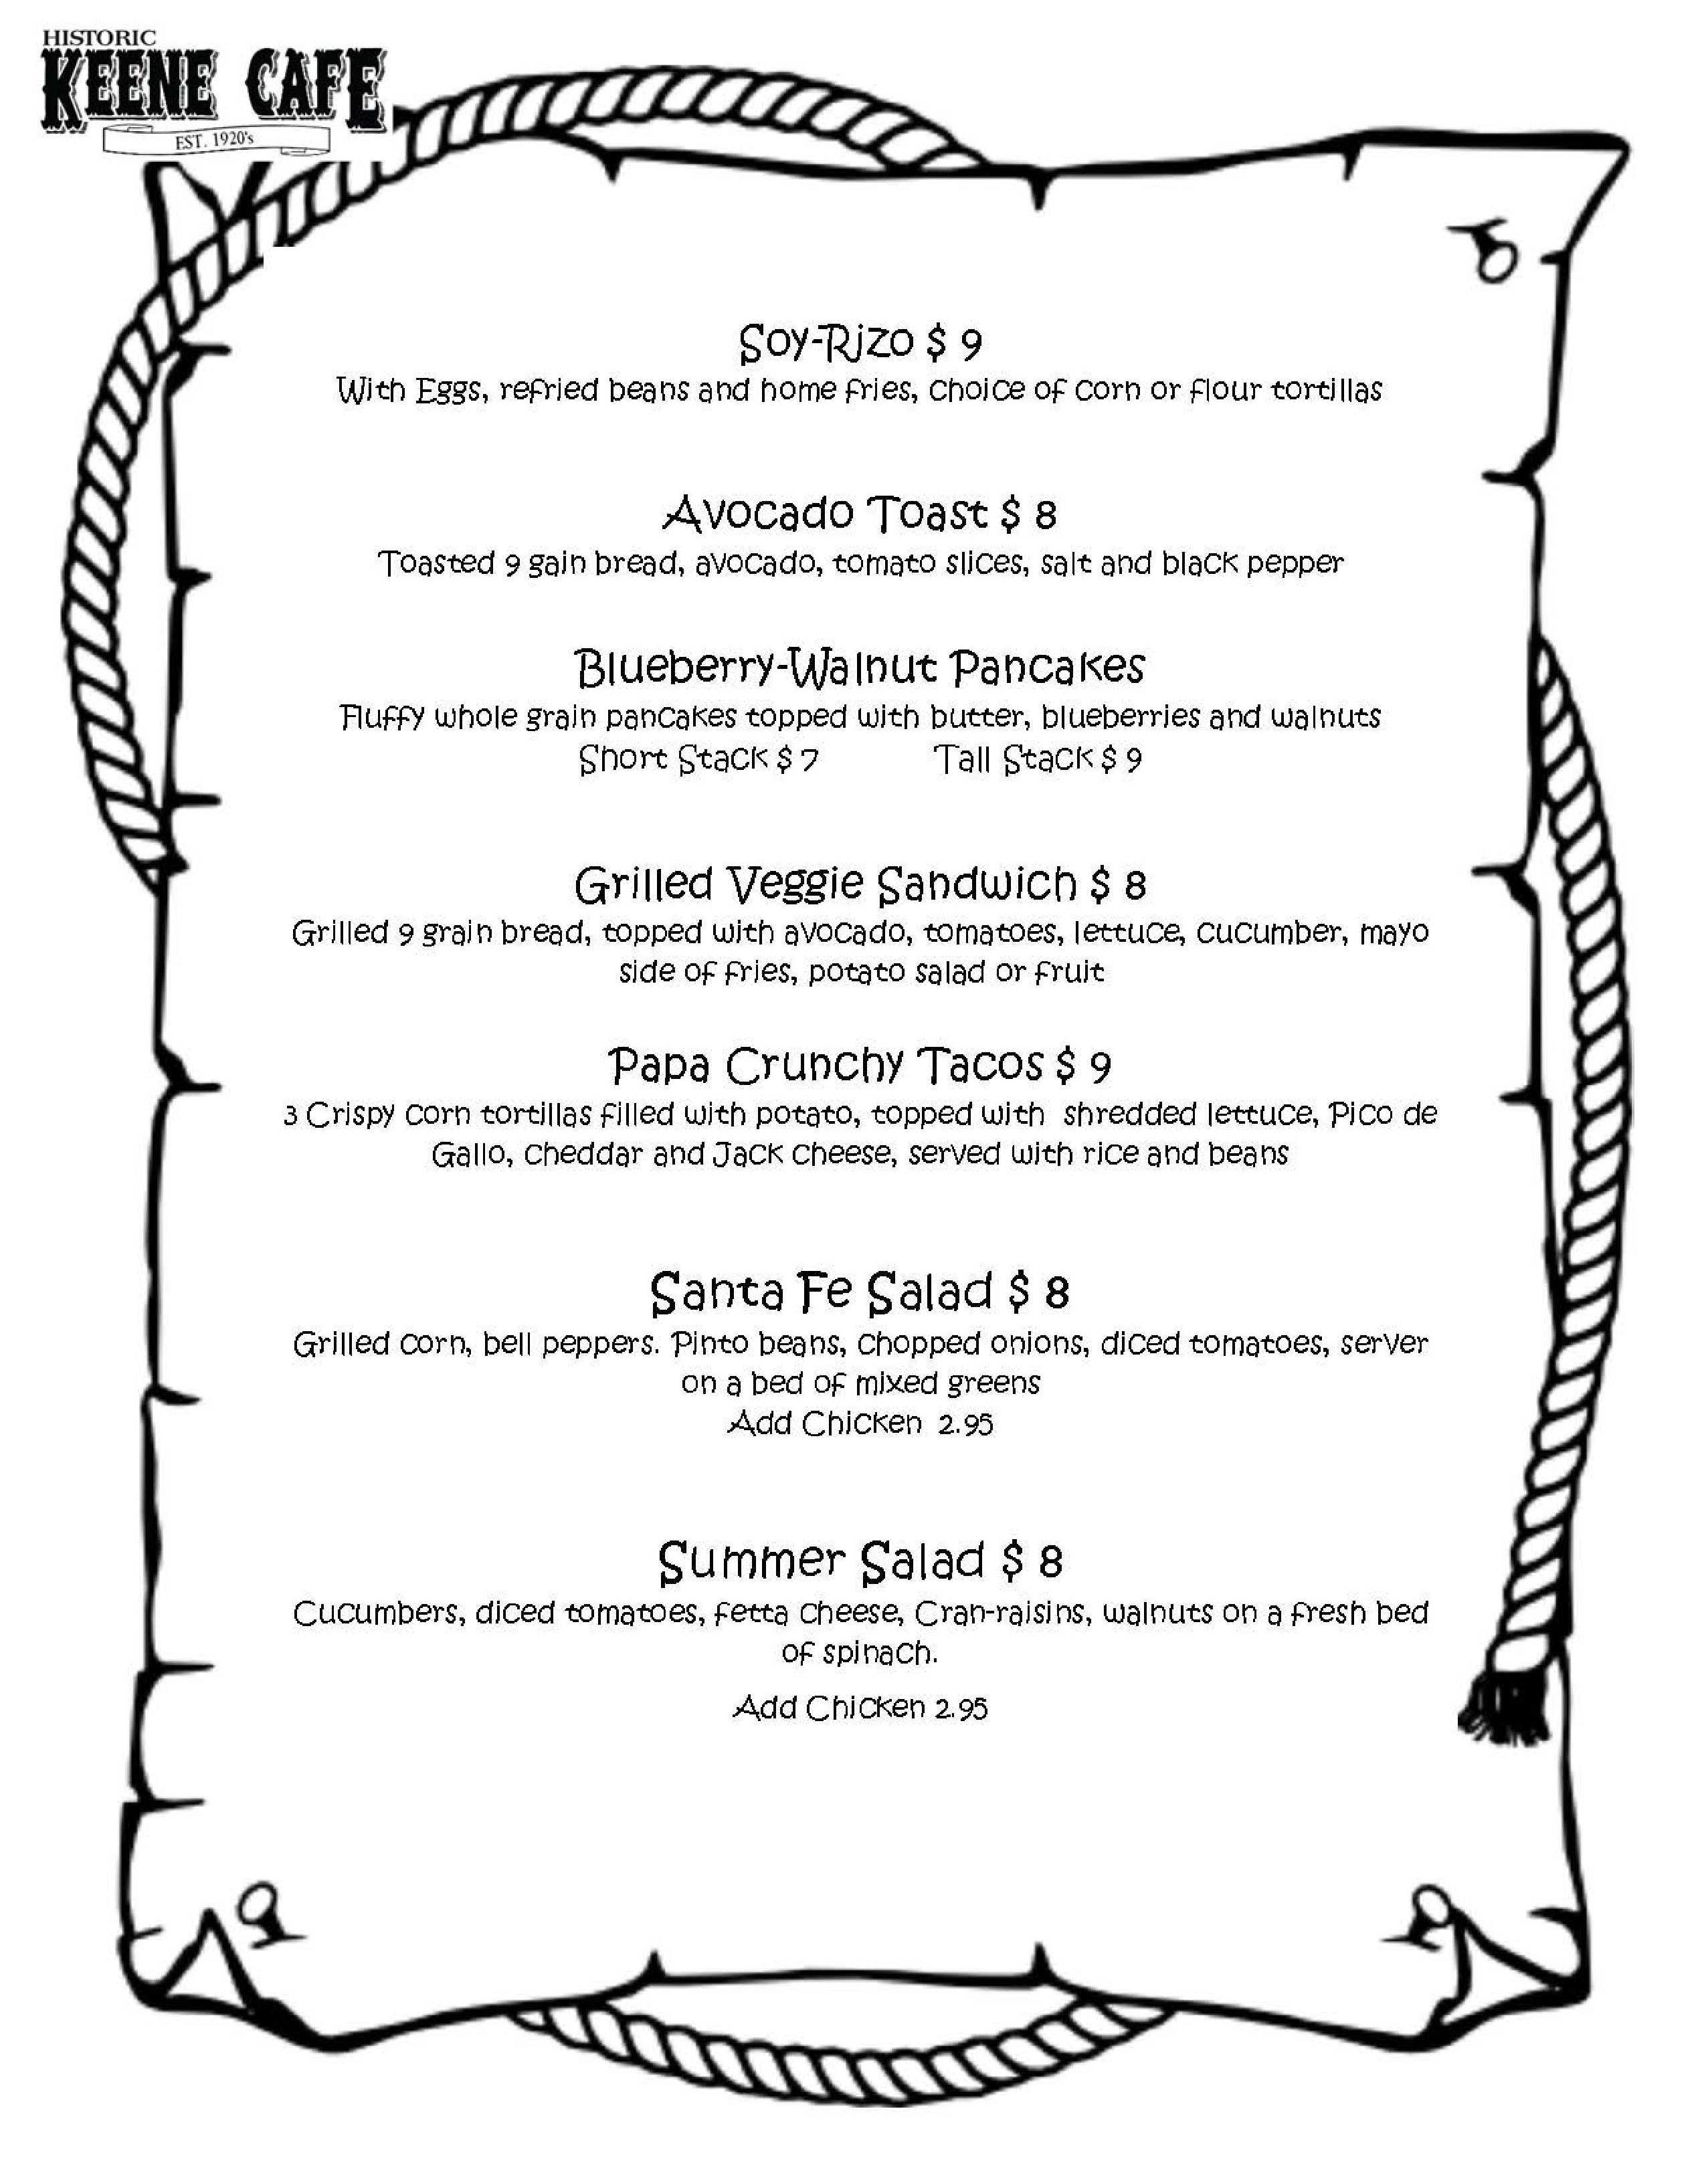 HISTORIC
KEENE CAFE
EST. 1920's
Soy-Rizo $ 9
With Eggs, refried beans and home fries, choice of corn or flour tortillas
Avocado Toast $ 8
Toasted 9 gain bread, avocado, tomato slices, salt and black pepper
Blueberry-Walnut Pancakes
Fluffy whole grain pancakes topped with butter, blueberries and walnuts
Short Stack $ 7 Tall Stack $ 9
Grilled Veggie Sandwich $ 8
Grilled 9 grain bread, topped with avocado, tomatoes, lettuce, cucumber, mayo
side of fries, potato salad or fruit
Papa Crunchy Tacos $ 9
3 Crispy corn tortillas filled with potato, topped with shredded lettuce, Pico de
Gallo, cheddar and Jack cheese, served with rice and beans
Santa Fe Salad $ 8
Grilled corn, bell peppers. Pinto beans, chopped onions, diced tomatoes, server
on a bed of mixed greens
Add Chicken 2.95
Summer Salad $ 8
Cucumbers, diced tomatoes, fetta cheese, Cran-raisins, walnuts on a fresh bed
of spinach.
Add Chicken 2.95